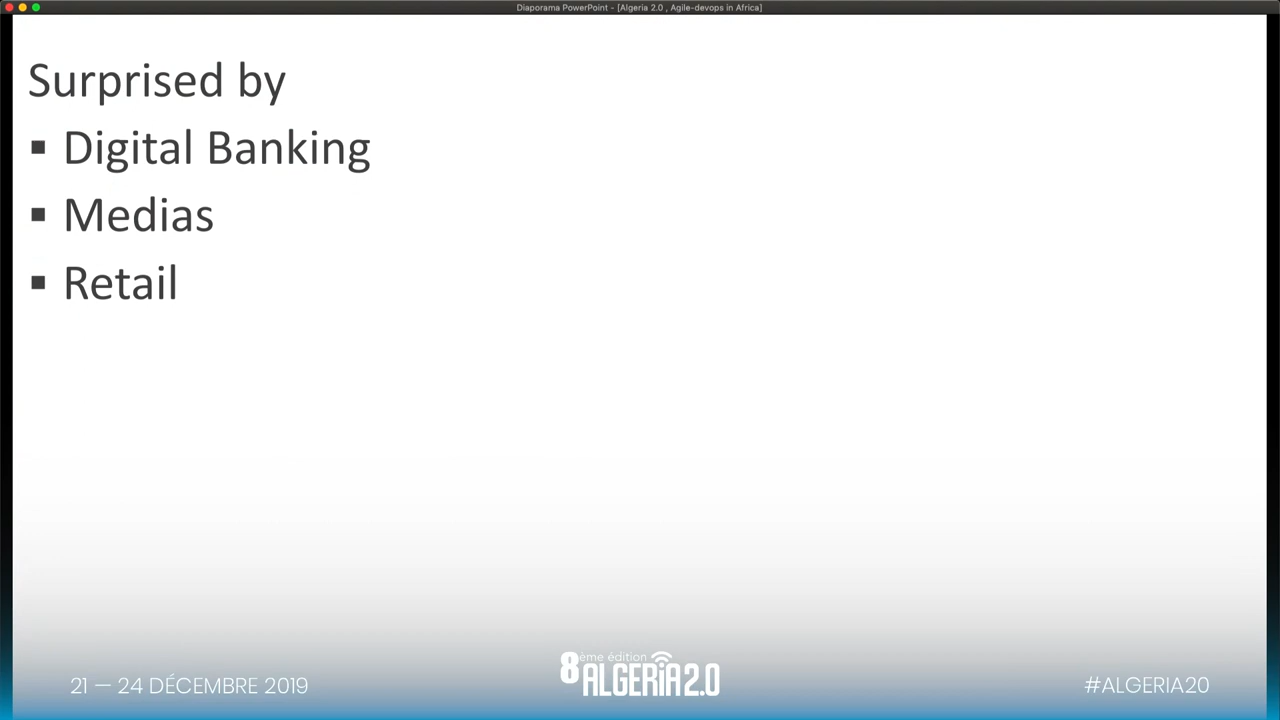 Diaporama PowerPoint - [Algeria 2.0 , Agile-devops in Africa]
Surprised by
▪ Digital Banking
▪ Medias
▪ Retail
21 — 24 DÉCEMBRE 2019
8ème édition
ALGERiA 2.0
#ALGERIA20